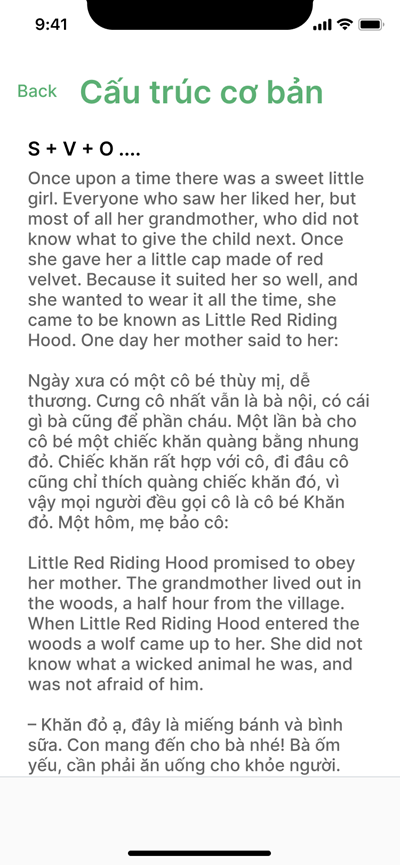 9:41
Back Cấu trúc cơ bản
S + V + O ....
Once upon a time there was a sweet little
girl. Everyone who saw her liked her, but
most of all her grandmother, who did not
know what to give the child next. Once
she gave her a little cap made of red
velvet. Because it suited her so well, and
she wanted to wear it all the time, she
came to be known as Little Red Riding
Hood. One day her mother said to her:
Ngày xưa có một cô bé thùy mị, dễ
thương. Cưng cô nhất vẫn là bà nội, có cái
gì bà cũng để phần cháu. Một lần bà cho
cô bé một chiếc khăn quàng bằng nhung
đỏ. Chiếc khăn rất hợp với cô, đi đâu cô
cũng chỉ thích quàng chiếc khăn đó, vì
vậy mọi người đều gọi cô là cô bé Khăn
đỏ. Một hôm, mẹ bảo cô:
Little Red Riding Hood promised to obey
her mother. The grandmother lived out in
the woods, a half hour from the village.
When Little Red Riding Hood entered the
woods a wolf came up to her. She did not
know what a wicked animal he was, and
was not afraid of him.
– Khăn đỏ ạ, đây là miếng bánh và bình
sữa. Con mang đến cho bà nhé! Bà ốm
yếu, cần phải ăn uống cho khỏe người.